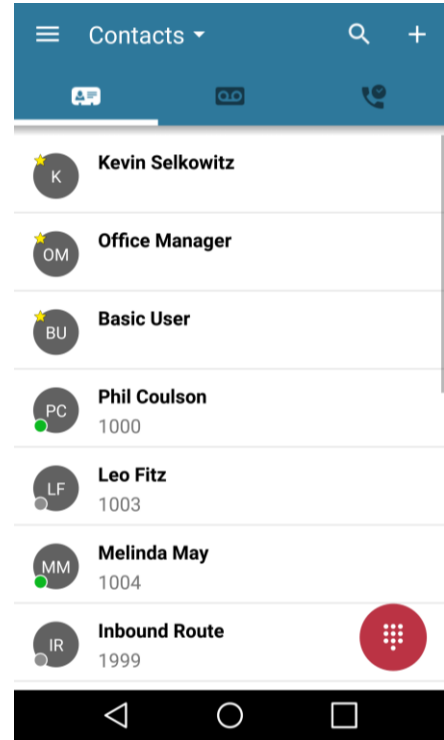 Contacts
K
Kevin Selkowitz
OM
Office Manager
BU
Basic User
PC
Phil Coulson
1000
LF
Leo Fitz
1003
MM
Melinda May
1004
IR
Inbound Route
1999